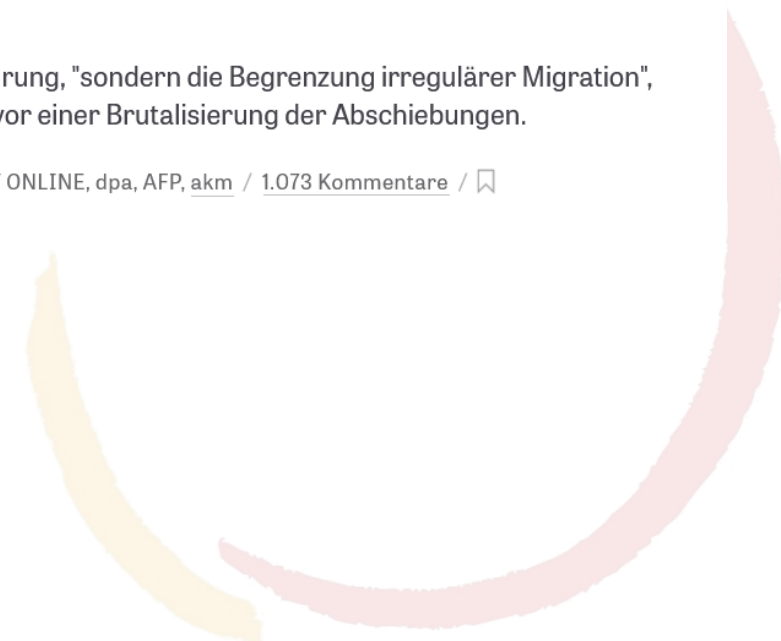 rung, "sondern die Begrenzung irregulärer Migration",
vor einer Brutalisierung der Abschiebungen.
ONLINE, dpa, AFP, akm / 1.073 Kommentare /